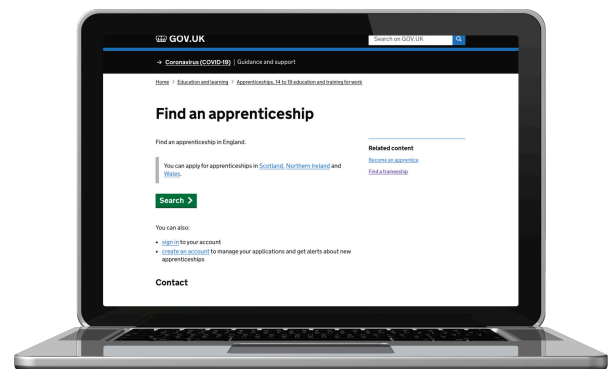 GOV.UK
Search on GOV.UK
→ Coronavirus (COVID-19) | Guidance and support
Home > Education and learning > Apprenticeships, 14 to 19 education and training for work
Find an apprenticeship
Find an apprenticeship in England.
You can apply for apprenticeships in Scotland, Northern Ireland and
Wales.
Search >
You can also:
• sign in to your account
• create an account to manage your applications and get alerts about new
apprenticeships
Contact
Related content
Become an apprentice
Find a traineeship